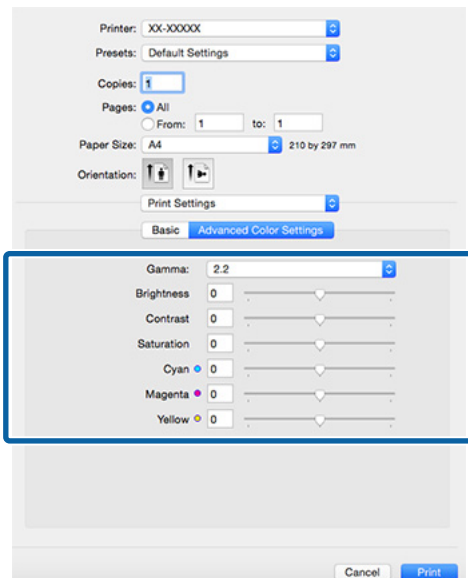 Printer: XX-XXXXX
Presets: Default Settings
Copies: 1
Pages: All
From: 1 to: 1
Paper Size: A4 210 by 297 mm
Orientation:
Print Settings
Basic Advanced Color Settings
Gamma: 2.2
Brightness 0
Contrast 0
Saturation 0
Cyan 0
Magenta 0
Yellow 0
Cancel Print